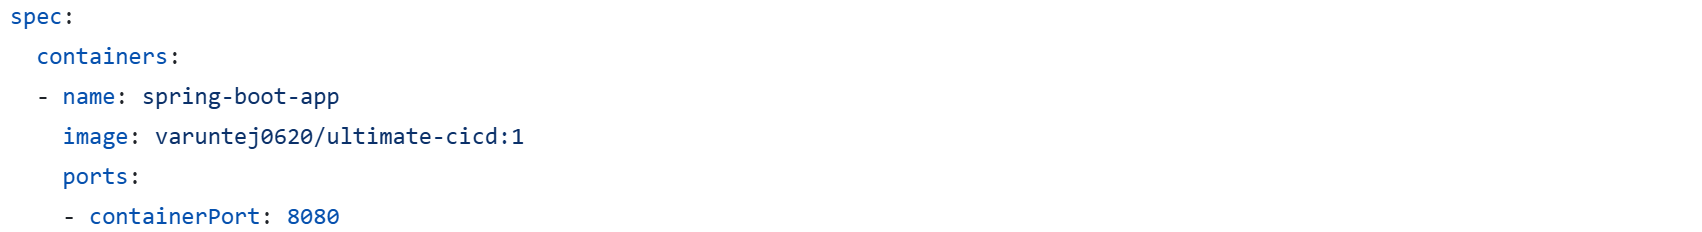 spec:
  containers:
  - name: spring-boot-app
    image: varuntej0620/ultimate-cicd:1
    ports:
    - containerPort: 8080